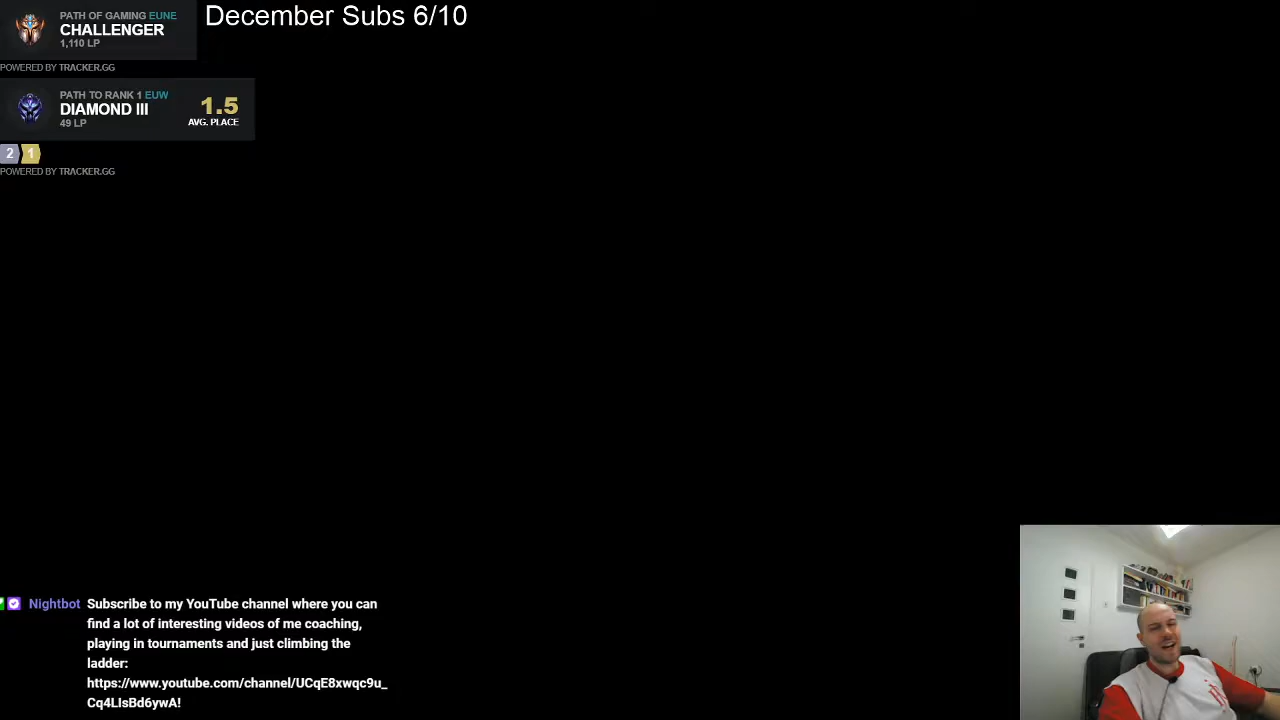 PATH OF GAMING EUNE
CHALLENGER
1,110 LP
December Subs 6/10
POWERED BY TRACKER.GG
PATH TO RANK 1 EUW
DIAMOND III
49 LP
1.5
AVG. PLACE
2 1
POWERED BY TRACKER.GG
Nightbot Subscribe to my YouTube channel where you can
find a lot of interesting videos of me coaching,
playing in tournaments and just climbing the
ladder:
https://www.youtube.com/channel/UCqE8xwqc9u_
Cq4LIsBd6ywA!